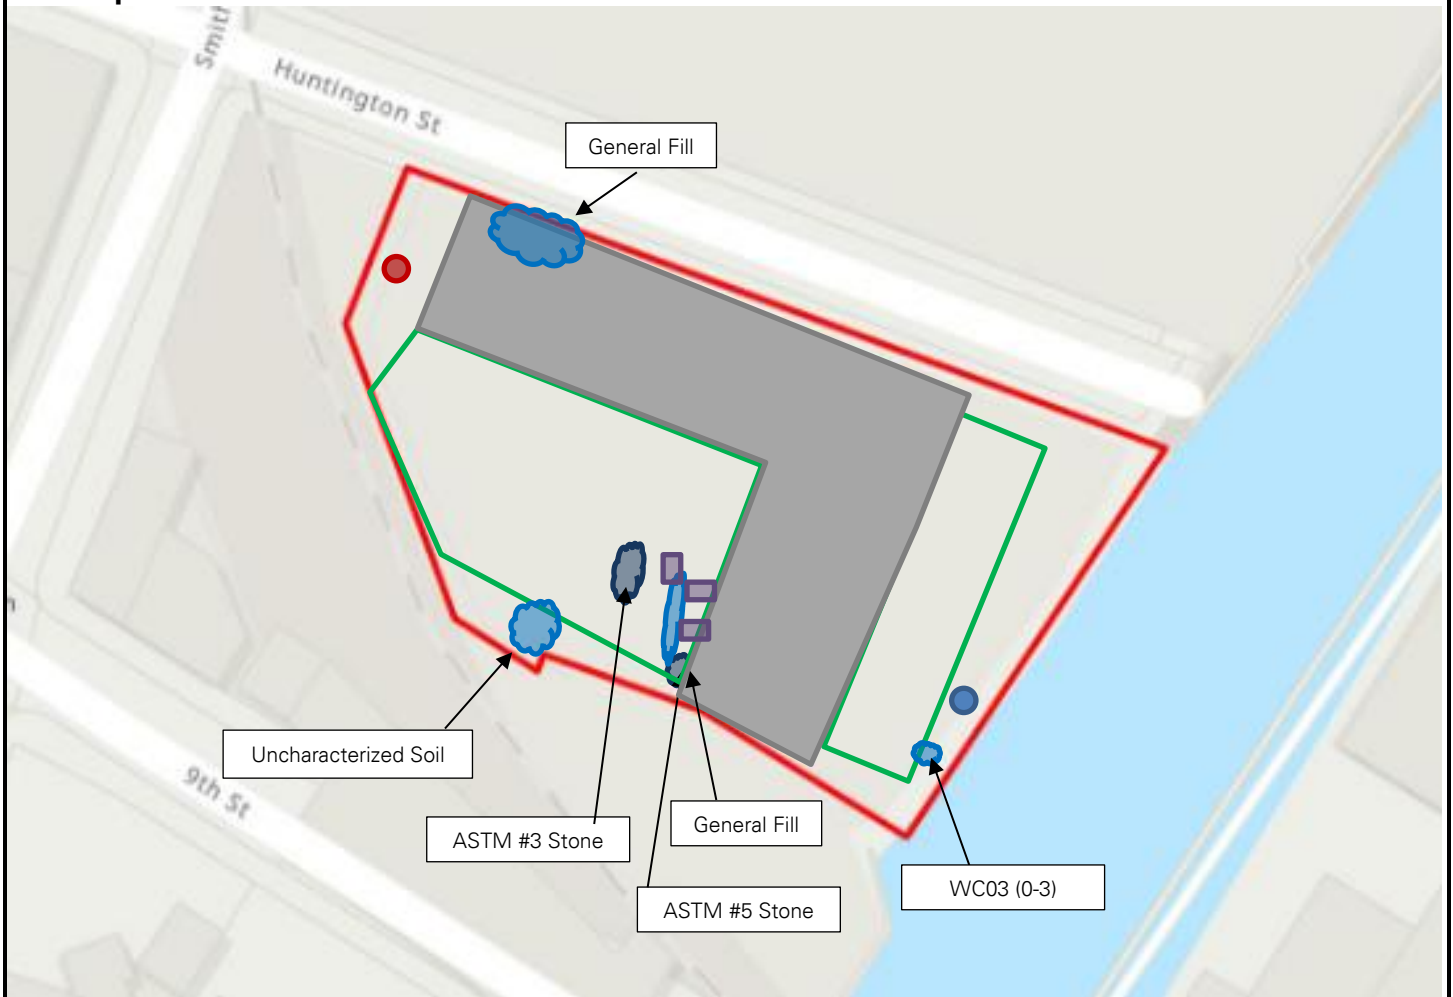 Smith
Huntington St
General Fill
Uncharacterized Soil
ASTM #3 Stone
General Fill
ASTM #5 Stone
WC03 (0-3)
9th St